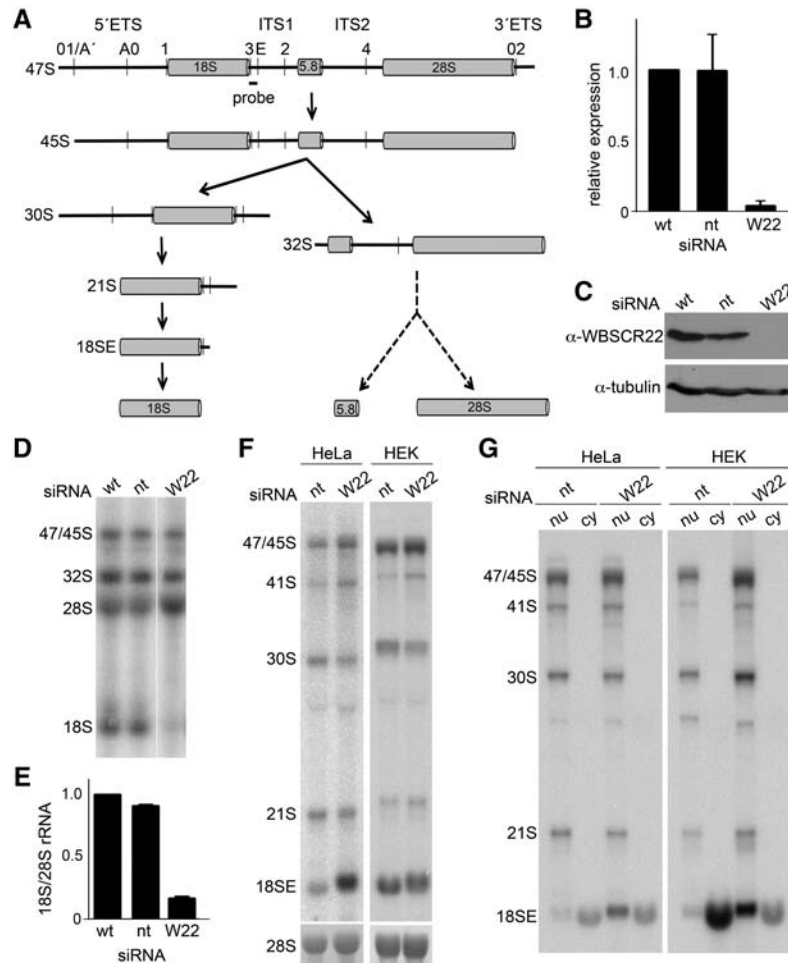 A
5´ETS ITS1 ITS2 3´ETS
01/A´ A0 1 3E 2 4 02
47S 18S 5.8 28S
probe
45S
30S
32S
21S
18SE
18S
5.8 28S
B
relative expression
1.0
0.5
0
wt nt W22
siRNA
C
siRNA wt nt W22
α-WBSCR22
α-tubulin
D
siRNA wt nt W22
47/45S
32S
28S
18S
E
18S/28S rRNA
1.0
0.5
0
wt nt W22
siRNA
F
HeLa HEK
siRNA nt W22 nt W22
47/45S
41S
30S
21S
18SE
28S
G
HeLa HEK
siRNA nt W22 nt W22
nu cy nu cy nu cy nu cy
47/45S
41S
30S
21S
18SE